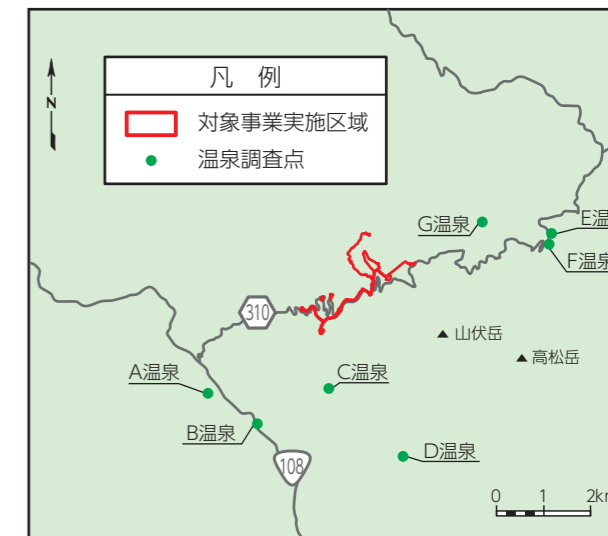 凡 例
対象事業実施区域
温泉調査点
N
G温泉
E温
F温泉
310
山伏岳
高松岳
A温泉
C温泉
B温泉
D温泉
108
0 1 2km